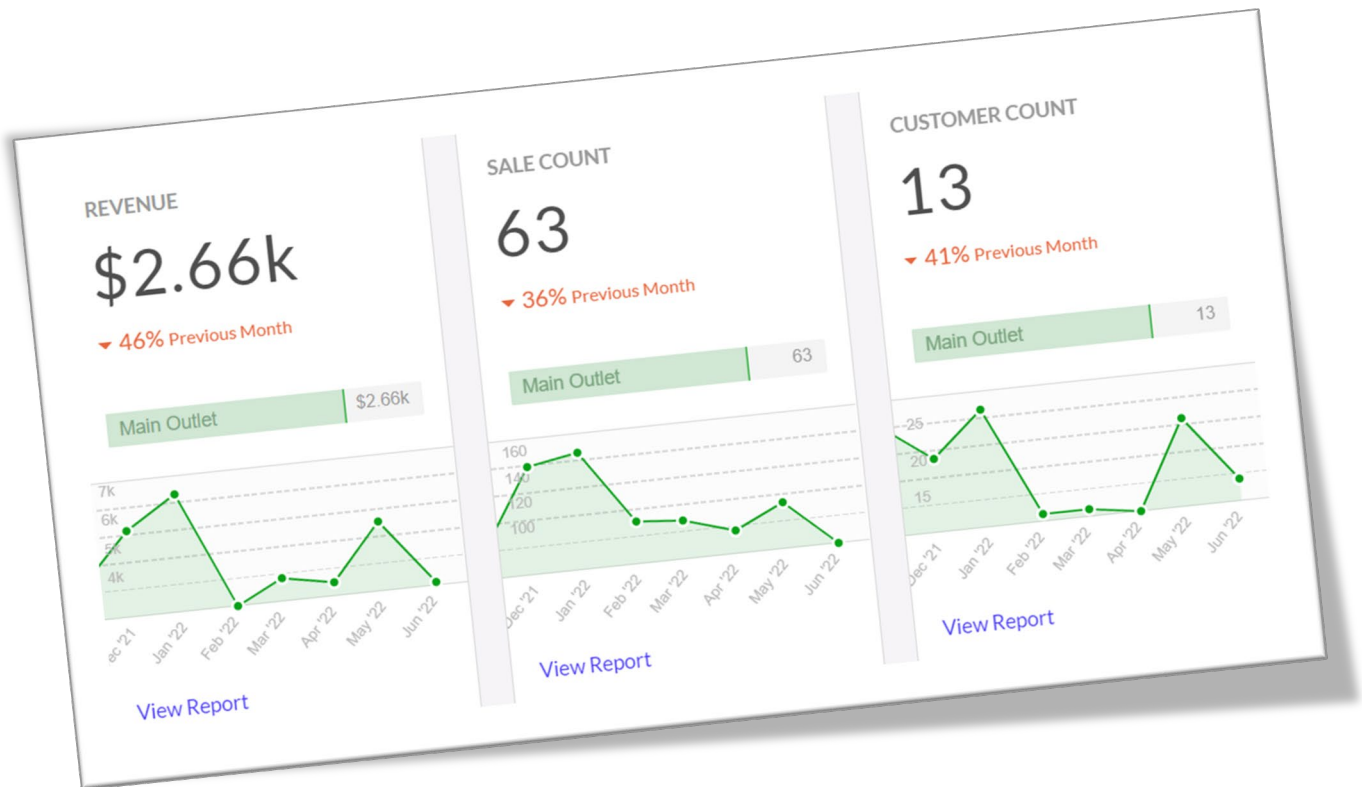 REVENUE
$2.66k
46% Previous Month
Main Outlet $2.66k
7k
6k
5k
4k
ec '21 Jan '22 Feb '22 Mar '22 Apr '22 May '22 Jun '22
View Report
SALE COUNT
63
36% Previous Month
Main Outlet 63
160
140
120
100
Dec '21 Jan '22 Feb '22 Mar '22 Apr '22 May '22 Jun '22
View Report
CUSTOMER COUNT
13
41% Previous Month
Main Outlet 13
25
20
15
Dec '21 Jan '22 Feb '22 Mar '22 Apr '22 May '22 Jun '22
View Report